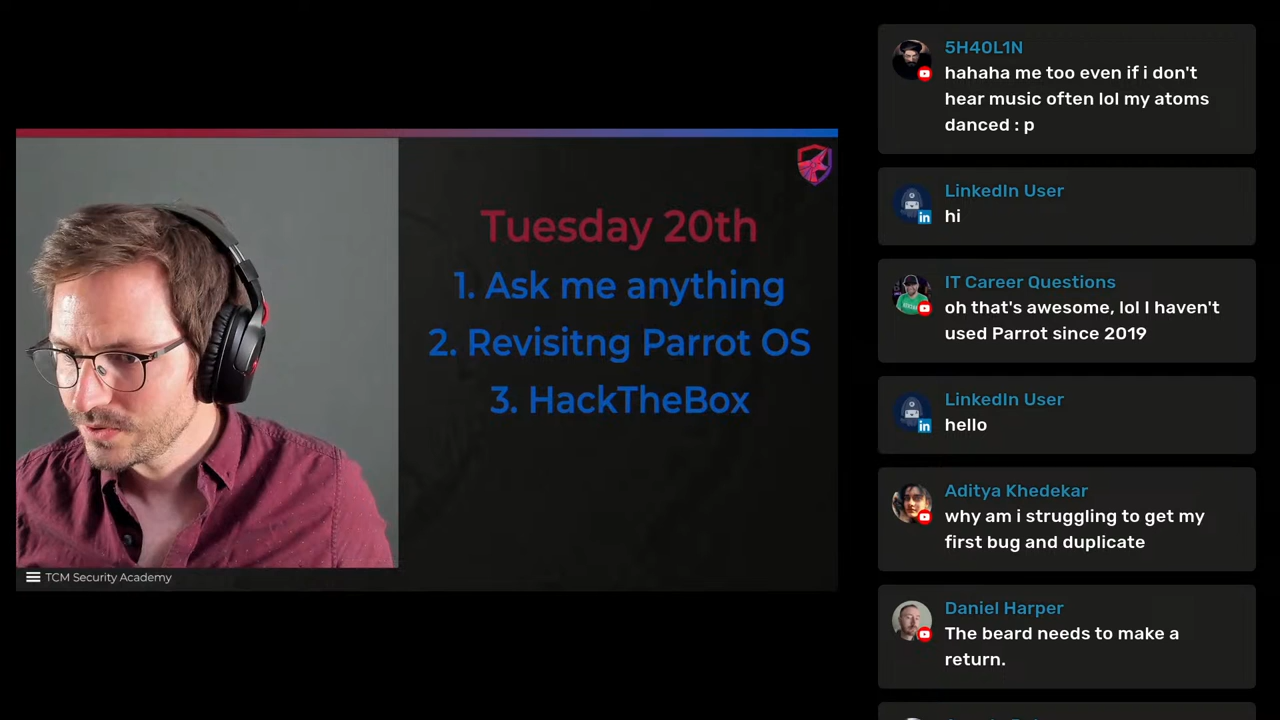 Tuesday 20th
1. Ask me anything
2. Revisitng Parrot OS
3. HackTheBox
TCM Security Academy
5H40L1N
hahaha me too even if i don't
hear music often lol my atoms
danced : p
LinkedIn User
hi
IT Career Questions
oh that's awesome, lol I haven't
used Parrot since 2019
LinkedIn User
hello
Aditya Khedekar
why am i struggling to get my
first bug and duplicate
Daniel Harper
The beard needs to make a
return.